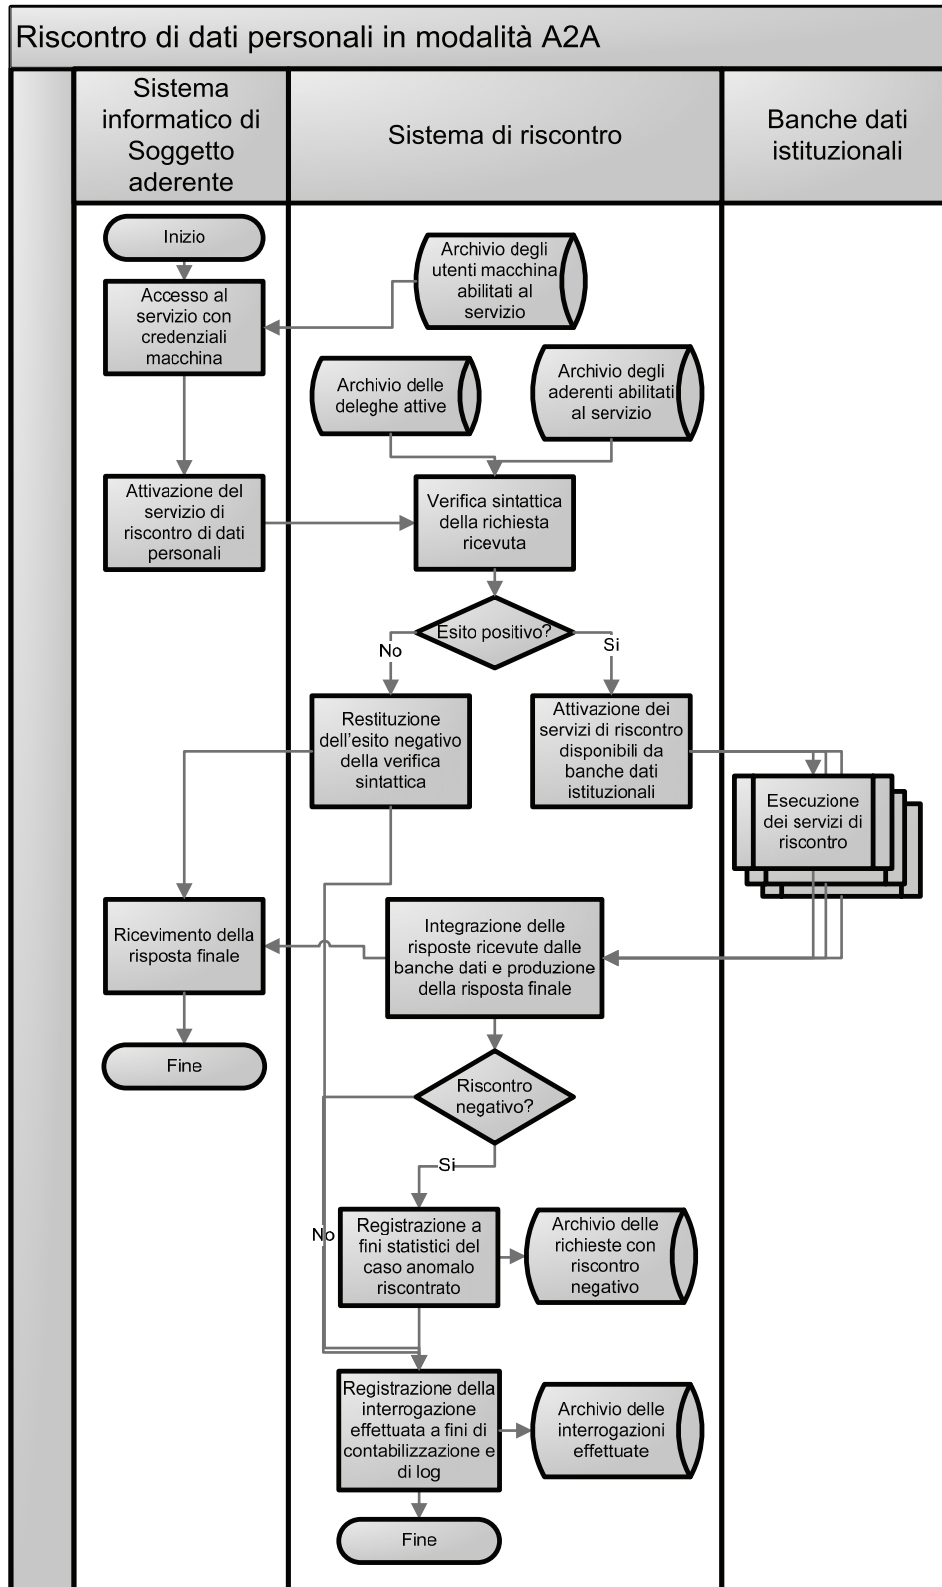 Riscontro di dati personali in modalità A2A
Sistema
informatico di
Soggetto
aderente
Sistema di riscontro
Banche dati
istituzionali
Inizio
Archivio degli
utenti macchina
abilitati al
servizio
Accesso al
servizio con
credenziali
macchina
Archivio delle
deleghe attive
Archivio degli
aderenti abilitati
al servizio
Attivazione del
servizio di
riscontro di dati
personali
Verifica sintattica
della richiesta
ricevuta
Esito positivo?
No
Si
Restituzione
dell'esito negativo
della verifica
sintattica
Attivazione dei
servizi di riscontro
disponibili da
banche dati
istituzionali
Esecuzione
dei servizi di
riscontro
Ricevimento della
risposta finale
Integrazione delle
risposte ricevute dalle
banche dati e produzione
della risposta finale
Fine
Riscontro
negativo?
Si
No
Registrazione a
fini statistici del
caso anomalo
riscontrato
Archivio delle
richieste con
riscontro
negativo
Registrazione della
interrogazione
effettuata a fini di
contabilizzazione e
di log
Archivio delle
interrogazioni
effettuate
Fine